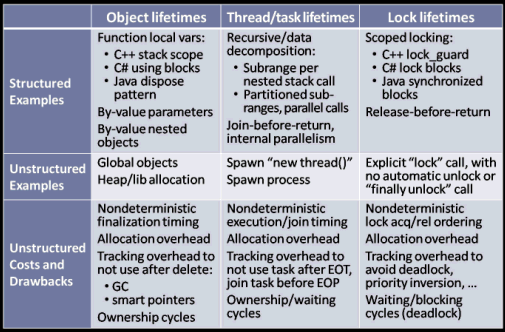 Object lifetimes
Thread/task lifetimes
Lock lifetimes
Structured
Examples
Function local vars:
• C++ stack scope
• C# using blocks
• Java dispose
pattern
By-value parameters
By-value nested
objects
Recursive/data
decomposition:
• Subrange per
nested stack call
• Partitioned sub-
ranges, parallel calls
Join-before-return,
internal parallelism
Scoped locking:
• C++ lock_guard
• C# lock blocks
• Java synchronized
blocks
Release-before-return
Unstructured
Examples
Global objects
Heap/lib allocation
Spawn “new thread()”
Spawn process
Explicit “lock” call, with
no automatic unlock or
“finally unlock” call
Unstructured
Costs and
Drawbacks
Nondeterministic
finalization timing
Allocation overhead
Tracking overhead to
not use after delete:
• GC
• smart pointers
Ownership cycles
Nondeterministic
execution/join timing
Allocation overhead
Tracking overhead to
not use task after EOT,
join task before EOP
Ownership/waiting
cycles
Nondeterministic
lock acq/rel ordering
Allocation overhead
Tracking overhead to
avoid deadlock,
priority inversion, ...
Waiting/blocking
cycles (deadlock)